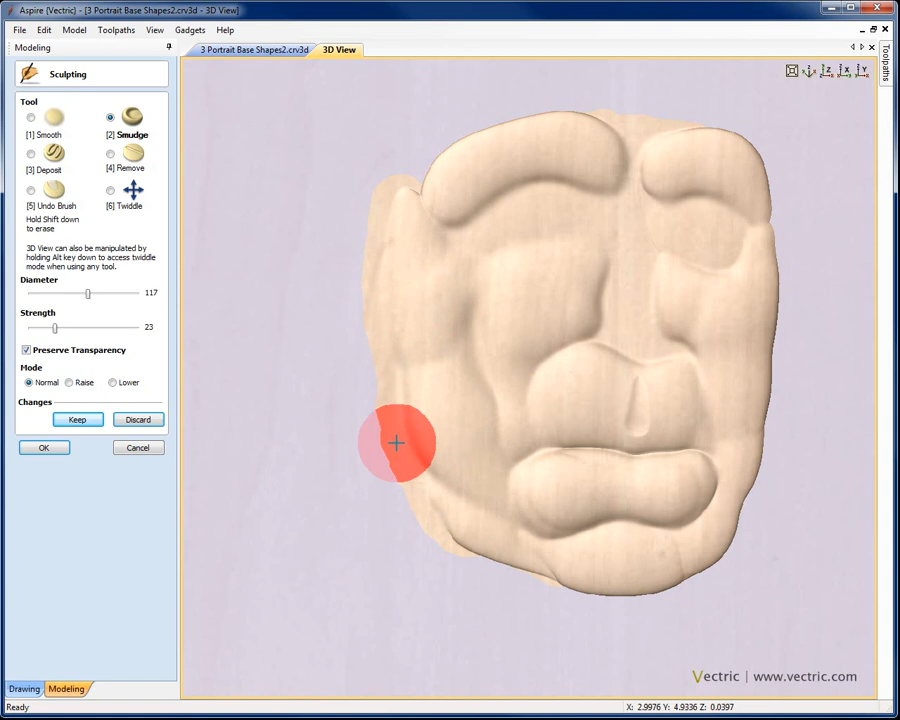 Aspire [Vectric] - [3 Portrait Base Shapes2.crv3d - 3D View]
File Edit Model Toolpaths View Gadgets Help
Modeling
3 Portrait Base Shapes2.crv3d
3D View
Toolpaths
Sculpting
Z X Y
Tool
[1] Smooth
[2] Smudge
[3] Deposit
[4] Remove
[5] Undo Brush
[6] Twiddle
Hold Shift down
to erase
3D View can also be manipulated by
holding Alt key down to access twiddle
mode when using any tool.
Diameter
117
Strength
23
Preserve Transparency
Mode
Normal Raise Lower
Changes
Keep Discard
OK Cancel
Vectric | www.vectric.com
Drawing Modeling
Ready
X: 2.9976 Y: 4.9336 Z: 0.0397